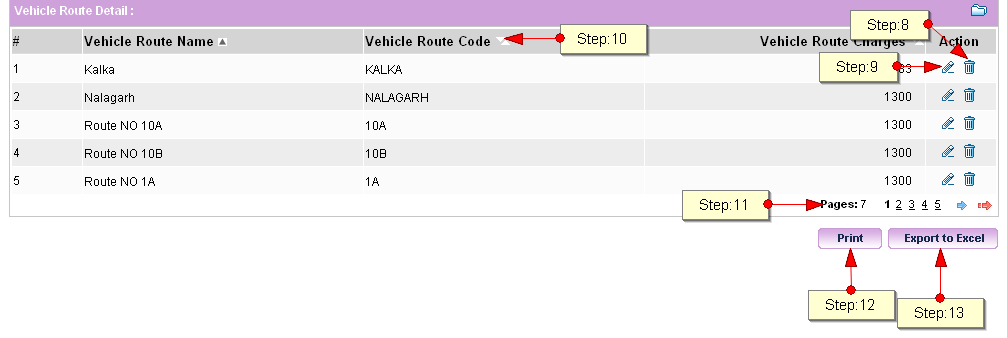 Vehicle Route Detail :
Step:8
# Vehicle Route Name Vehicle Route Code Step:10 Vehicle Route Charges Action
1 Kalka KALKA Step:9
2 Nalagarh NALAGARH 1300
3 Route NO 10A 10A 1300
4 Route NO 10B 10B 1300
5 Route NO 1A 1A 1300
Step:11 Pages: 7 1 2 3 4 5
Print Export to Excel
Step:12 Step:13